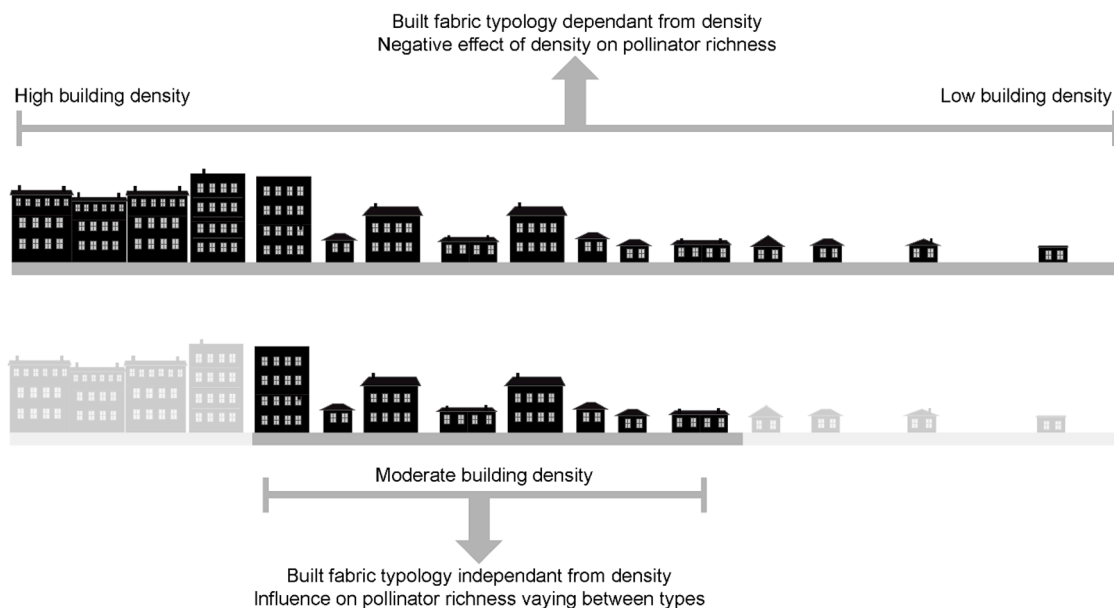 Built fabric typology dependant from density
Negative effect of density on pollinator richness
High building density
Low building density
Moderate building density
Built fabric typology independant from density
Influence on pollinator richness vaying between types